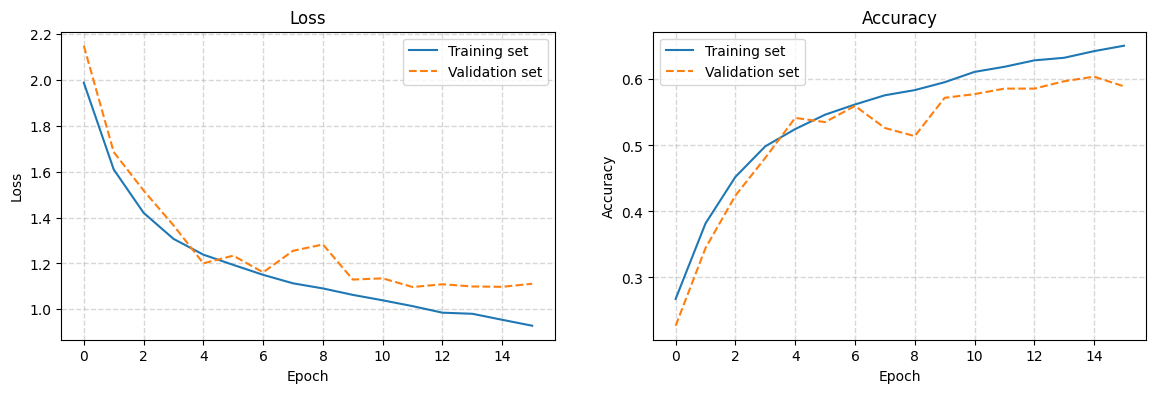 Loss
2.2
2.0
1.8
1.6
1.4
1.2
1.0
Loss
0 2 4 6 8 10 12 14
Epoch
Training set
Validation set
Accuracy
0.6
0.5
0.4
0.3
Accuracy
0 2 4 6 8 10 12 14
Epoch
Training set
Validation set